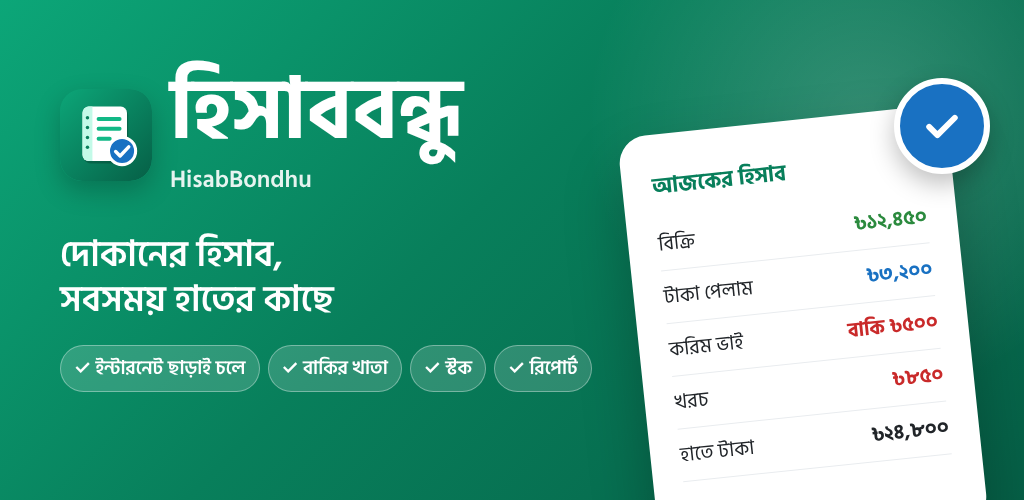 হিসাববন্ধু
HisabBondhu
দোকানের হিসাব,
সবসময় হাতের কাছে
ইন্টারনেট ছাড়াই চলে
বাকির খাতা
স্টক
রিপোর্ট
আজকের হিসাব
বিক্রি ৳১২,৪৫০
টাকা পেলাম ৳৩,২০০
করিম ভাই বাকি ৳৫০০
খরচ ৳৮৫০
হাতে টাকা ৳২৪,৮০০